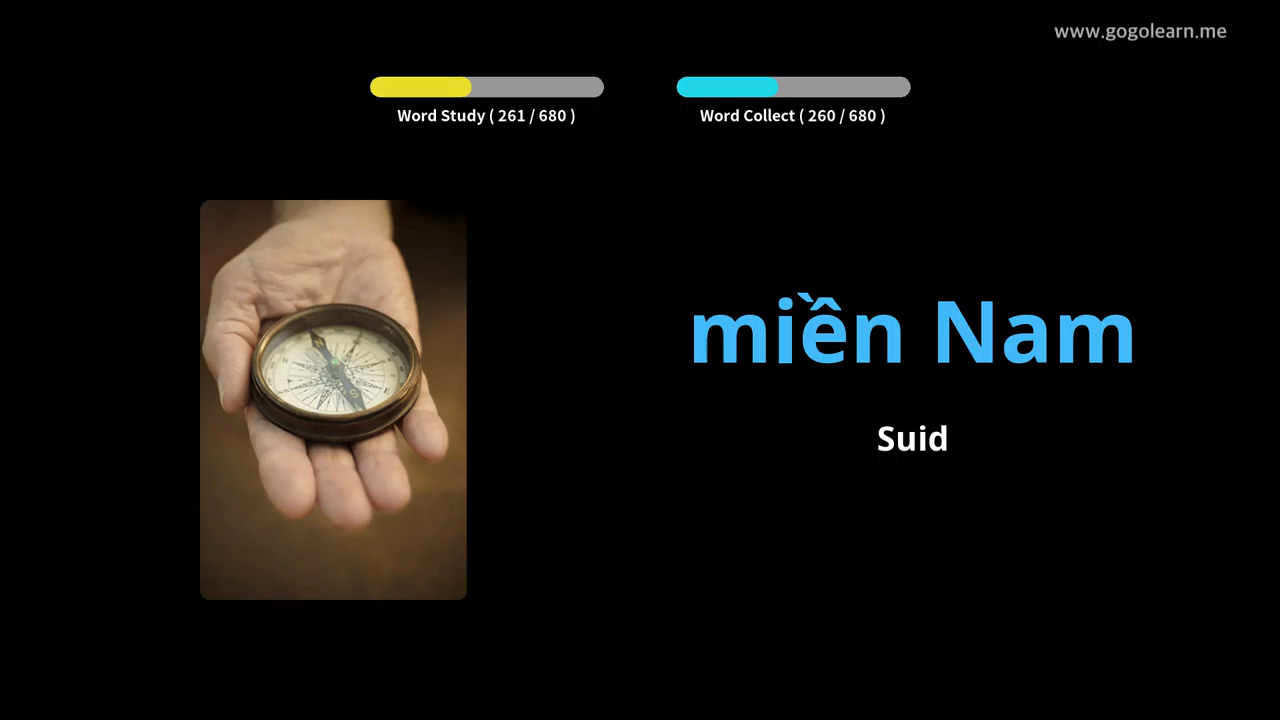 www.gogolearn.me
Word Study ( 261 / 680 )
Word Collect ( 260 / 680 )
miền Nam
Suid